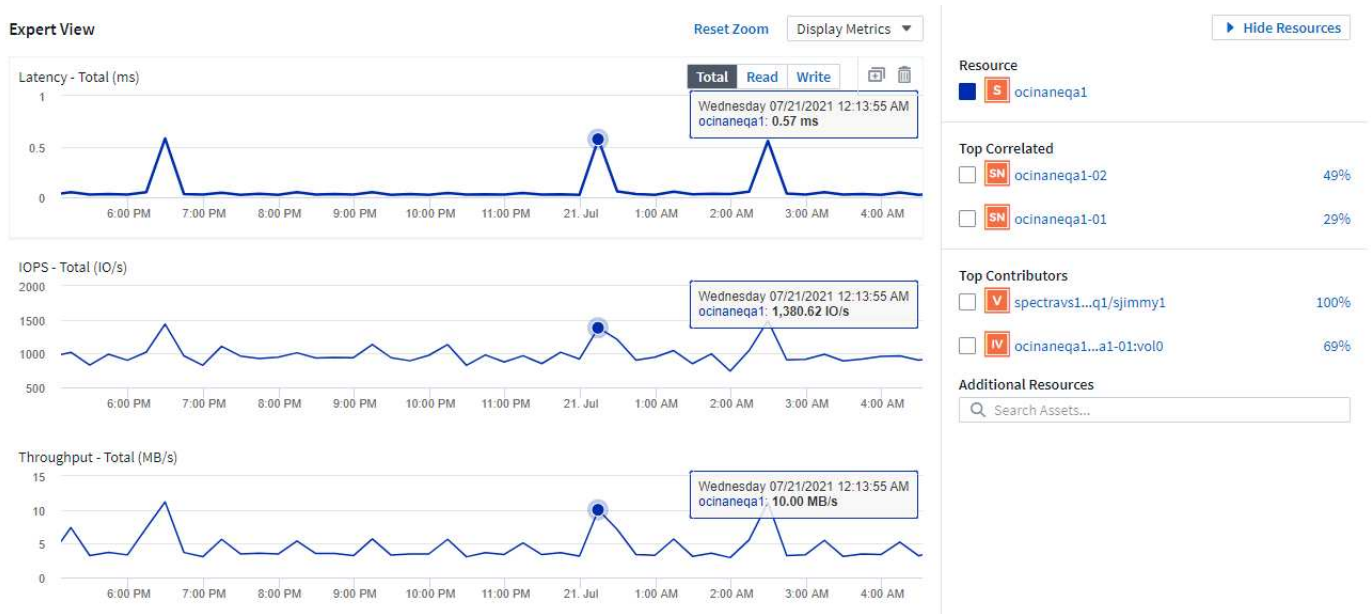 Expert View
Reset Zoom
Display Metrics
Hide Resources
Latency - Total (ms)
Total Read Write
1
0.5
0
Wednesday 07/21/2021 12:13:55 AM
ocinaneqa1: 0.57 ms
6:00 PM 7:00 PM 8:00 PM 9:00 PM 10:00 PM 11:00 PM 21. Jul 1:00 AM 2:00 AM 3:00 AM 4:00 AM
IOPS - Total (IO/s)
2000
1500
1000
500
Wednesday 07/21/2021 12:13:55 AM
ocinaneqa1: 1,380.62 IO/s
6:00 PM 7:00 PM 8:00 PM 9:00 PM 10:00 PM 11:00 PM 21. Jul 1:00 AM 2:00 AM 3:00 AM 4:00 AM
Throughput - Total (MB/s)
15
10
5
0
Wednesday 07/21/2021 12:13:55 AM
ocinaneqa1: 10.00 MB/s
6:00 PM 7:00 PM 8:00 PM 9:00 PM 10:00 PM 11:00 PM 21. Jul 1:00 AM 2:00 AM 3:00 AM 4:00 AM
Resource
S ocinaneqa1
Top Correlated
SN ocinaneqa1-02 49%
SN ocinaneqa1-01 29%
Top Contributors
V spectravs1...q1/sjimmy1 100%
IV ocinaneqa1...a1-01:vol0 69%
Additional Resources
Search Assets...